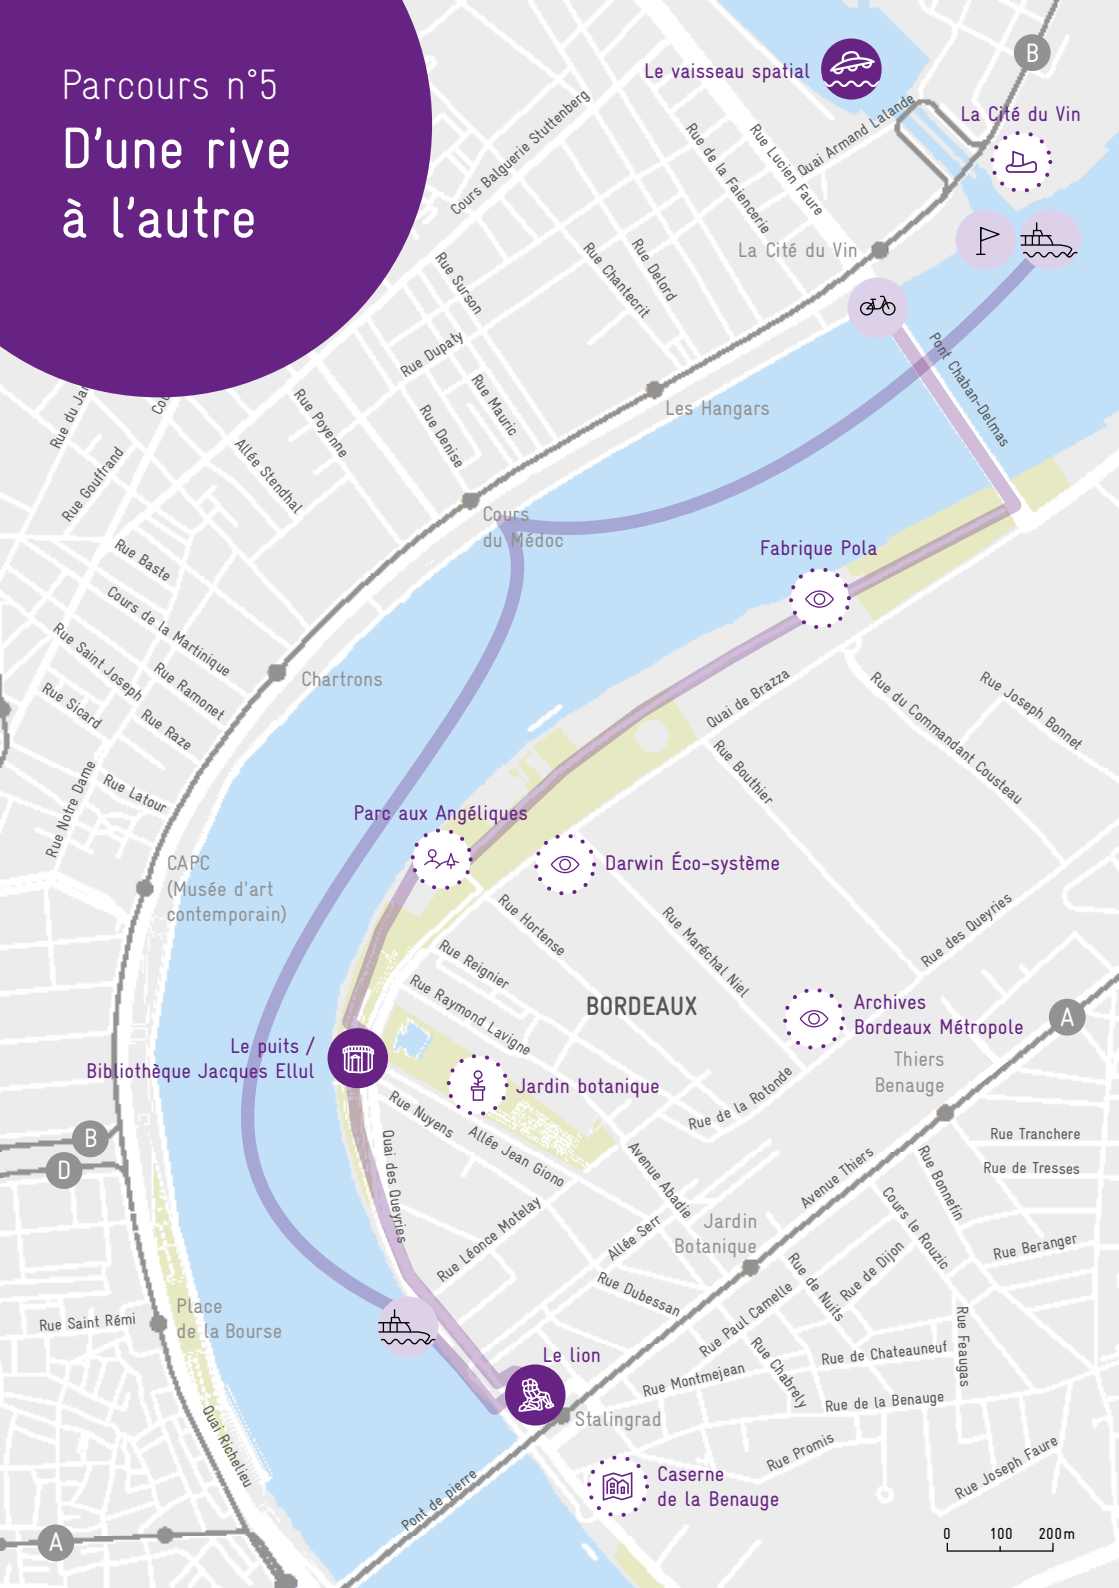 Parcours n°5
D'une rive
à l'autre
Le vaisseau spatial
B
La Cité du Vin
Cours Balguerie Stuttenberg
Rue de la Faïencerie
Rue Lucien Faure
Quai Armand Lalande
La Cité du Vin
Rue Surson
Rue Chantecrit
Rue Delord
Rue Dupaty
Pont Chaban-Delmas
Rue Mauric
Rue Denise
Les Hangars
Rue Poyenne
Rue du Jar
Cou
Rue Gouffrand
Allée Stendhal
Cours
du Médoc
Fabrique Pola
Rue Baste
Cours de la Martinique
Rue Saint Joseph
Rue Ramonet
Rue Sicard
Rue Raze
Chartrons
Quai de Brazza
Rue du Commandant Cousteau
Rue Joseph Bonnet
Rue Bouthier
Rue Notre Dame
Rue Latour
Parc aux Angéliques
CAPC
(Musée d'art
contemporain)
Darwin Éco-système
Rue Hortense
Rue Maréchal Niel
Rue des Queyries
Rue Reignier
Rue Raymond Lavigne
BORDEAUX
Archives
Bordeaux Métropole
A
Le puits /
Bibliothèque Jacques Ellul
Thiers
Benauge
Jardin botanique
Rue Nuyens
Allée Jean Giono
Rue de la Rotonde
B
D
Quai des Queyries
Rue Tranchere
Rue de Tresses
Avenue Abadie
Avenue Thiers
Rue Bonnefin
Cours le Rouzic
Rue Léonce Motelay
Allée Serr
Jardin
Botanique
Rue Beranger
Rue de Dijon
Rue de Nuits
Rue Dubessan
Rue Paul Camelle
Place
de la Bourse
Rue Saint Rémi
Rue Feaugas
Rue de Chateauneuf
Rue Chabrely
Rue Montmejean
Le lion
Rue de la Benauge
Stalingrad
Quai Richelieu
Rue Promis
Rue Joseph Faure
Caserne
de la Benauge
Pont de pierre
A
0 100 200m